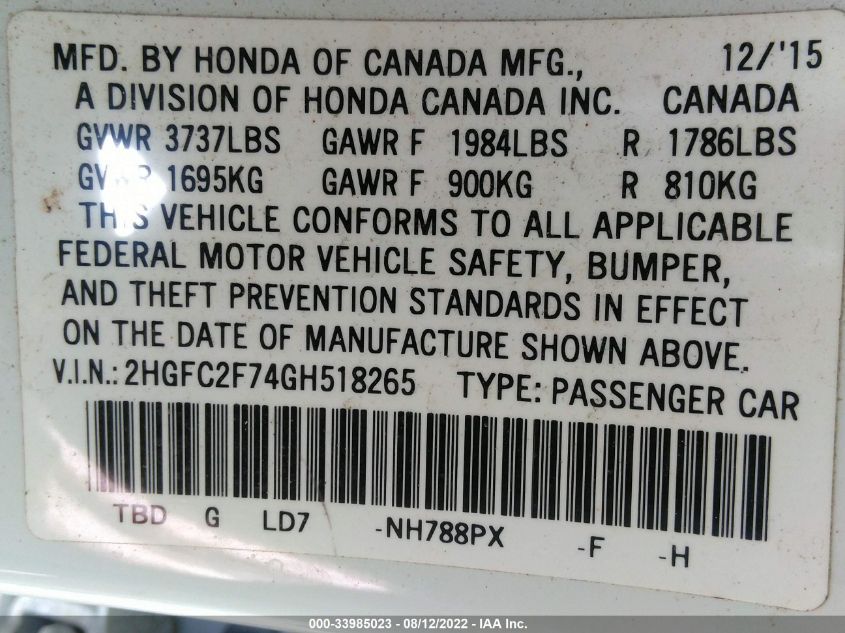 MFD. BY HONDA OF CANADA MFG., 12/'15
A DIVISION OF HONDA CANADA INC. CANADA
GVWR 3737LBS GAWR F 1984LBS R 1786LBS
GVWR 1695KG GAWR F 900KG R 810KG
THIS VEHICLE CONFORMS TO ALL APPLICABLE
FEDERAL MOTOR VEHICLE SAFETY, BUMPER,
AND THEFT PREVENTION STANDARDS IN EFFECT
ON THE DATE OF MANUFACTURE SHOWN ABOVE.
V.I.N.: 2HGFC2F74GH518265 TYPE: PASSENGER CAR
TBD G LD7 -NH788PX -F -H
000-33985023 - 08/12/2022 - IAA Inc.